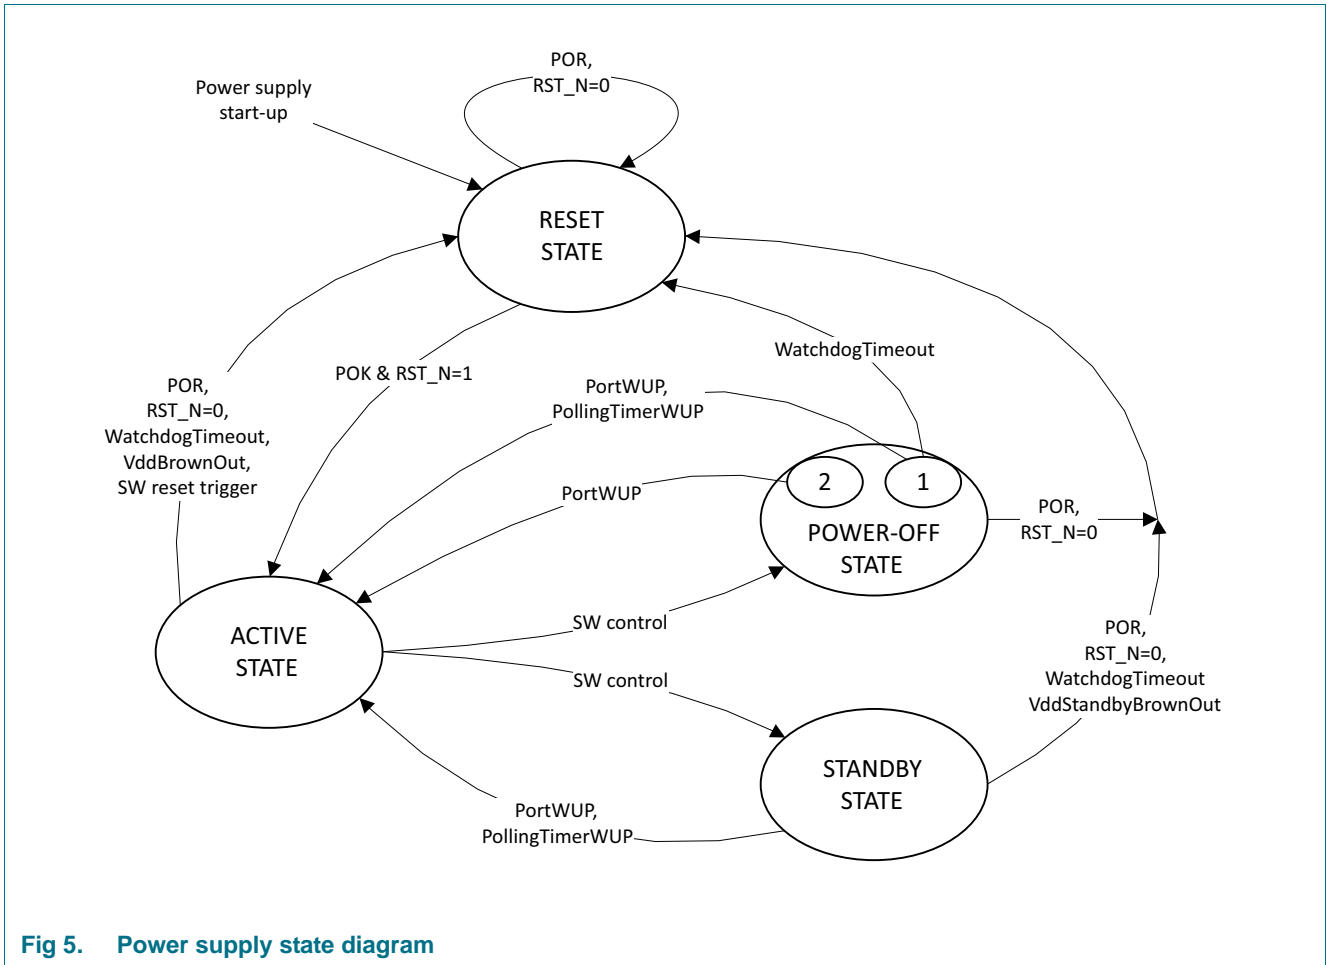 POR,
RST_N=0
Power supply
start-up
RESET
STATE
WatchdogTimeout
POK & RST_N=1
POR,
RST_N=0,
WatchdogTimeout,
VddBrownOut,
SW reset trigger
PortWUP,
PollingTimerWUP
2
1
PortWUP
POWER-OFF
STATE
POR,
RST_N=0
SW control
ACTIVE
STATE
SW control
POR,
RST_N=0,
WatchdogTimeout
VddStandbyBrownOut
STANDBY
STATE
PortWUP,
PollingTimerWUP
Fig 5. Power supply state diagram